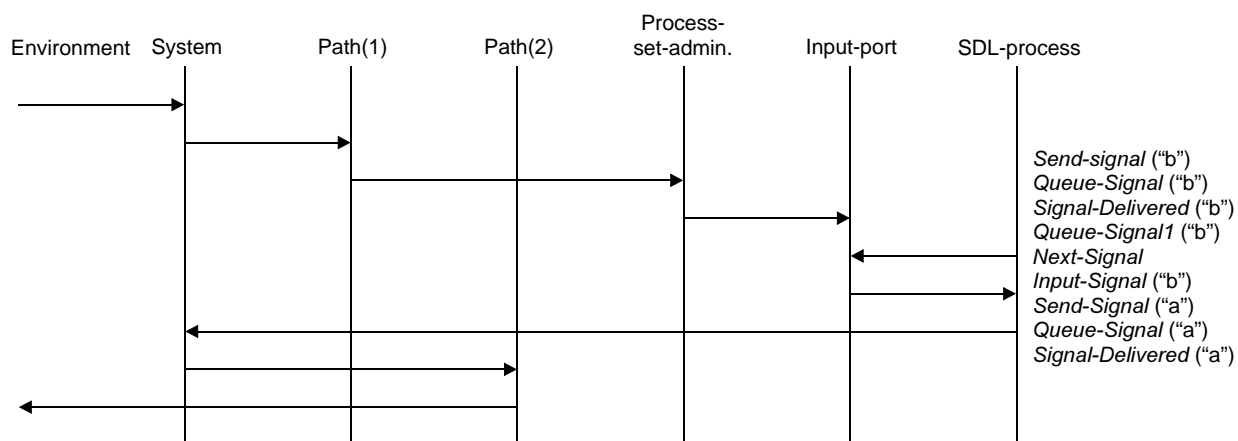 Process-
Environment System Path(1) Path(2) set-admin. Input-port SDL-process
Send-signal (“b”)
Queue-Signal (“b”)
Signal-Delivered (“b”)
Queue-Signal1 (“b”)
Next-Signal
Input-Signal (“b”)
Send-Signal (“a”)
Queue-Signal (“a”)
Signal-Delivered (“a”)